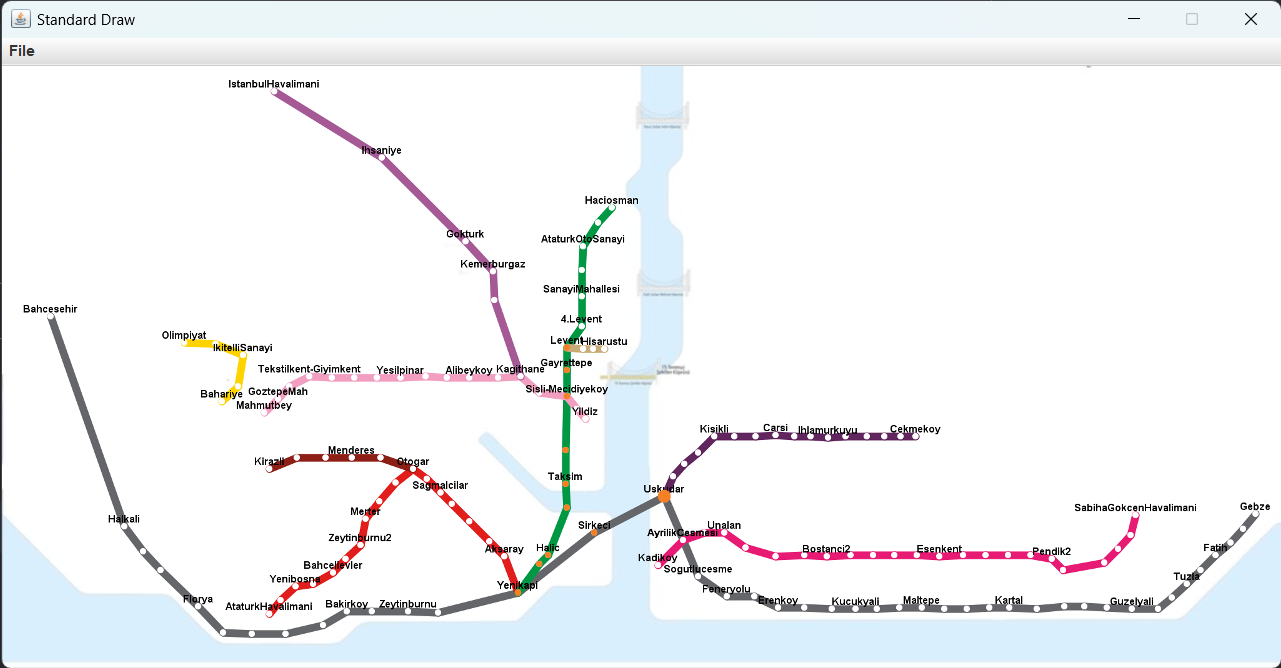 Standard Draw
File
IstanbulHavalimani
Ihsaniye
Haciosman
Gokturk
AtaturkOtoSanayi
Kemerburgaz
SanayiMahallesi
Bahcesehir
4.Levent
Olimpiyat
IkitelliSanayi
Levent
Hisarustu
Gayrettepe
Tekstilkent-Giyimkent
Yesilpinar
Alibeykoy
Kagithane
Bahariye
GoztepeMah
Sisli-Mecidiyekoy
Mahmutbey
Yildiz
Kisikli
Carsi
Ihlamurkuyu
Cekmekoy
Menderes
Kirazli
Otogar
Taksim
Sagmalcilar
Uskudar
SabihaGokcenHavalimani
Gebze
Merter
Halkali
Sirkeci
Unalan
AyrilikCesmesi
Zeytinburnu2
Aksaray
Halic
Bostanci2
Esenkent
Pendik2
Fatih
Kadikoy
Bahcelievler
Sogutlucesme
Yenibosna
Yenikapi
Feneryolu
Tuzla
Florya
AtaturkHavalimani
Bakirkoy
Zeytinburnu
Erenkoy
Kucukyali
Maltepe
Kartal
Guzelyali